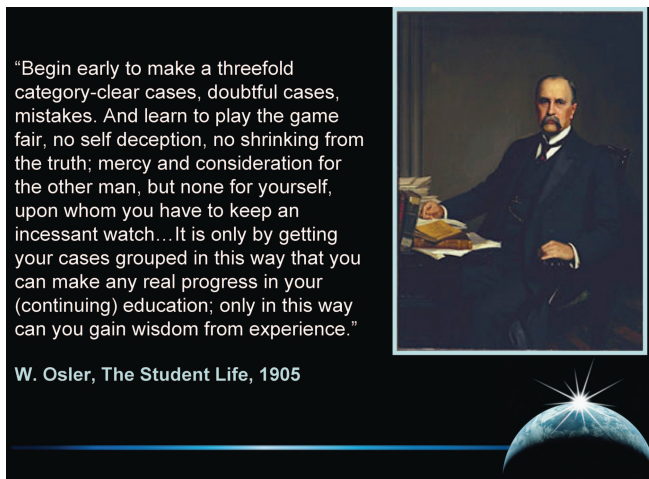 “Begin early to make a threefold
category-clear cases, doubtful cases,
mistakes. And learn to play the game
fair, no self deception, no shrinking from
the truth; mercy and consideration for
the other man, but none for yourself,
upon whom you have to keep an
incessant watch…It is only by getting
your cases grouped in this way that you
can make any real progress in your
(continuing) education; only in this way
can you gain wisdom from experience.”
W. Osler, The Student Life, 1905